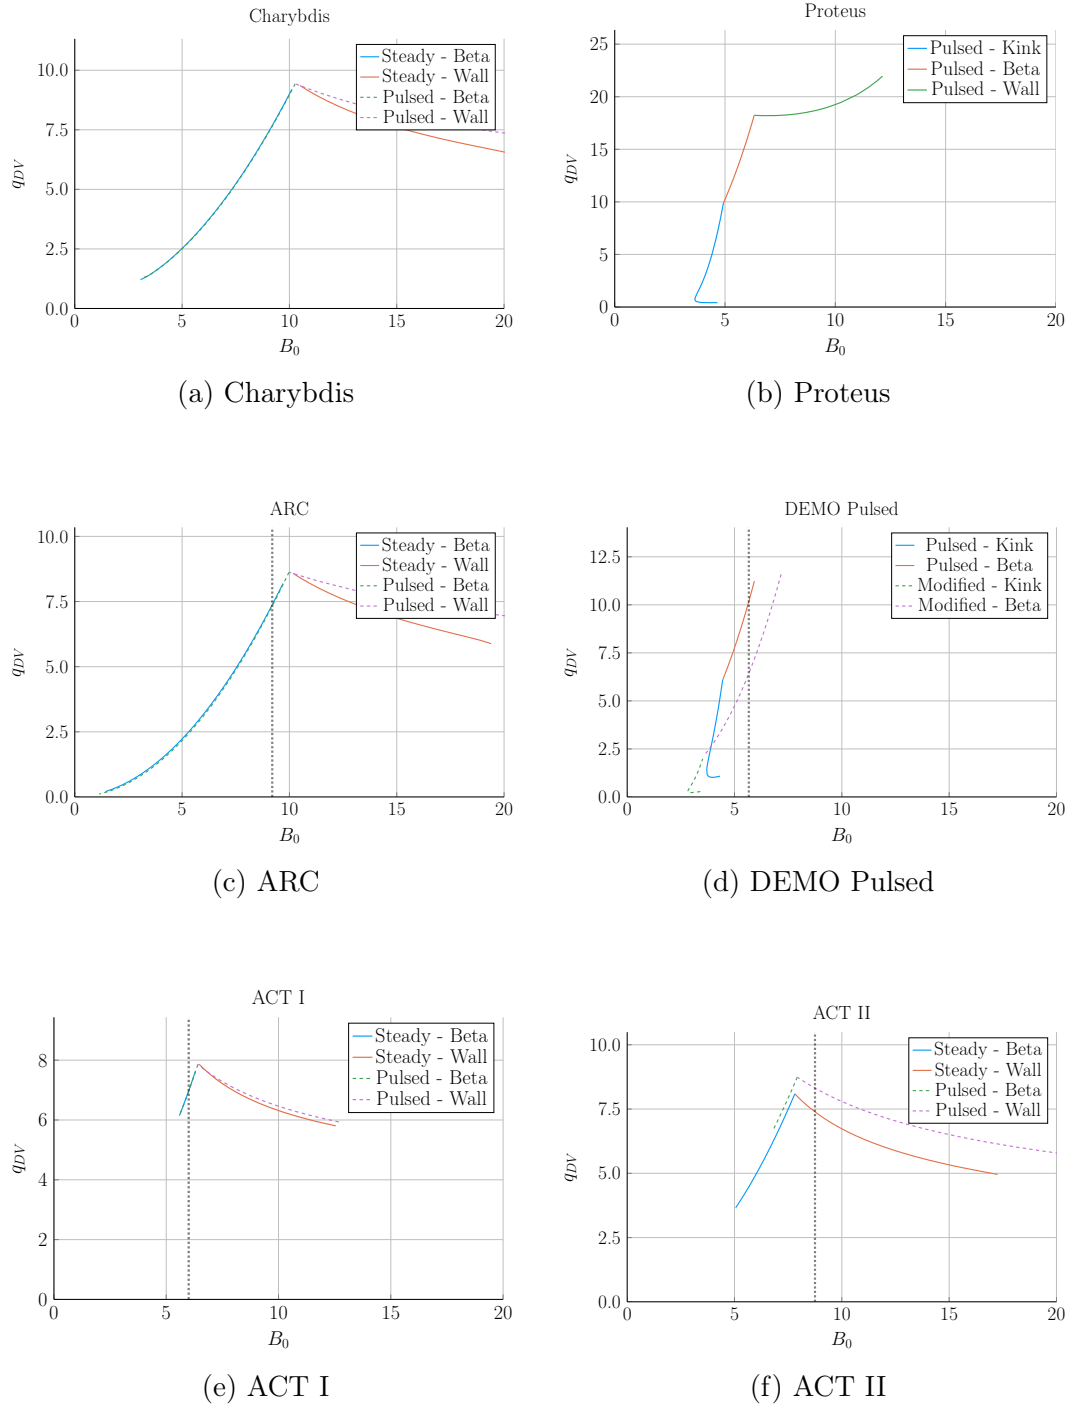 Charybdis
10.0
7.5
5.0
2.5
0.0
q_DV
0 5 10 15 20
B_0
Steady - Beta
Steady - Wall
Pulsed - Beta
Pulsed - Wall
(a) Charybdis
Proteus
25
20
15
10
5
0
q_DV
0 5 10 15 20
B_0
Pulsed - Kink
Pulsed - Beta
Pulsed - Wall
(b) Proteus
ARC
10.0
7.5
5.0
2.5
0.0
q_DV
0 5 10 15 20
B_0
Steady - Beta
Steady - Wall
Pulsed - Beta
Pulsed - Wall
(c) ARC
DEMO Pulsed
12.5
10.0
7.5
5.0
2.5
0.0
q_DV
0 5 10 15 20
B_0
Pulsed - Kink
Pulsed - Beta
Modified - Kink
Modified - Beta
(d) DEMO Pulsed
ACT I
8
6
4
2
0
q_DV
0 5 10 15 20
B_0
Steady - Beta
Steady - Wall
Pulsed - Beta
Pulsed - Wall
(e) ACT I
ACT II
10.0
7.5
5.0
2.5
0.0
q_DV
0 5 10 15 20
B_0
Steady - Beta
Steady - Wall
Pulsed - Beta
Pulsed - Wall
(f) ACT II